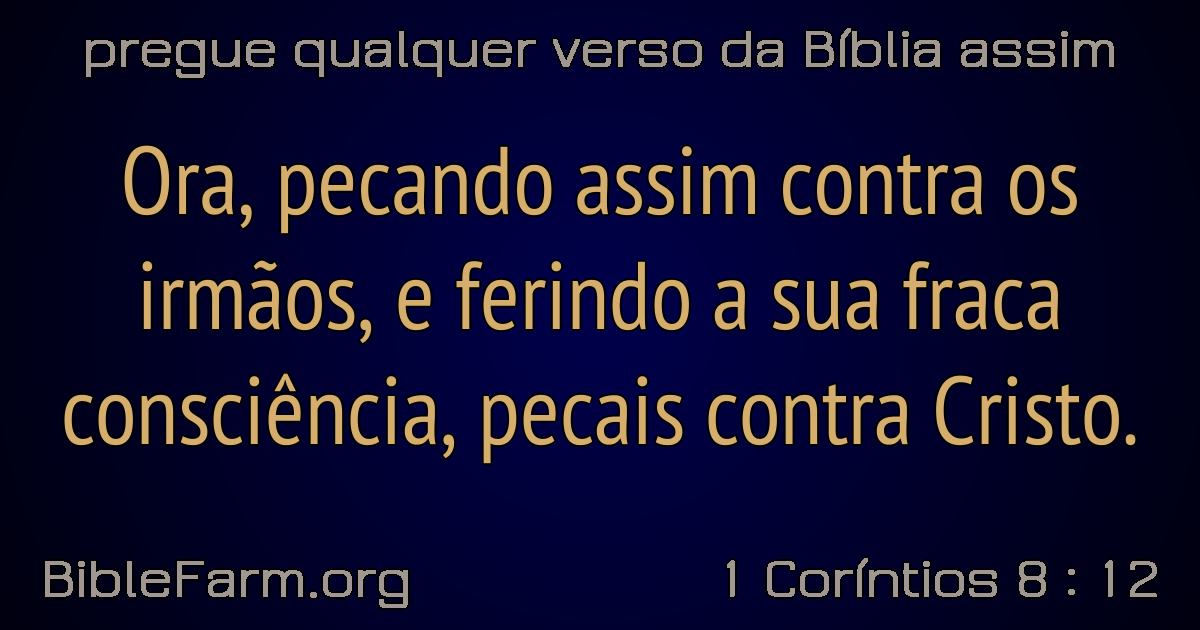 pregue qualquer verso da Bíblia assim
Ora, pecando assim contra os
irmãos, e ferindo a sua fraca
consciência, pecais contra Cristo.
BibleFarm.org
1 Coríntios 8 : 12